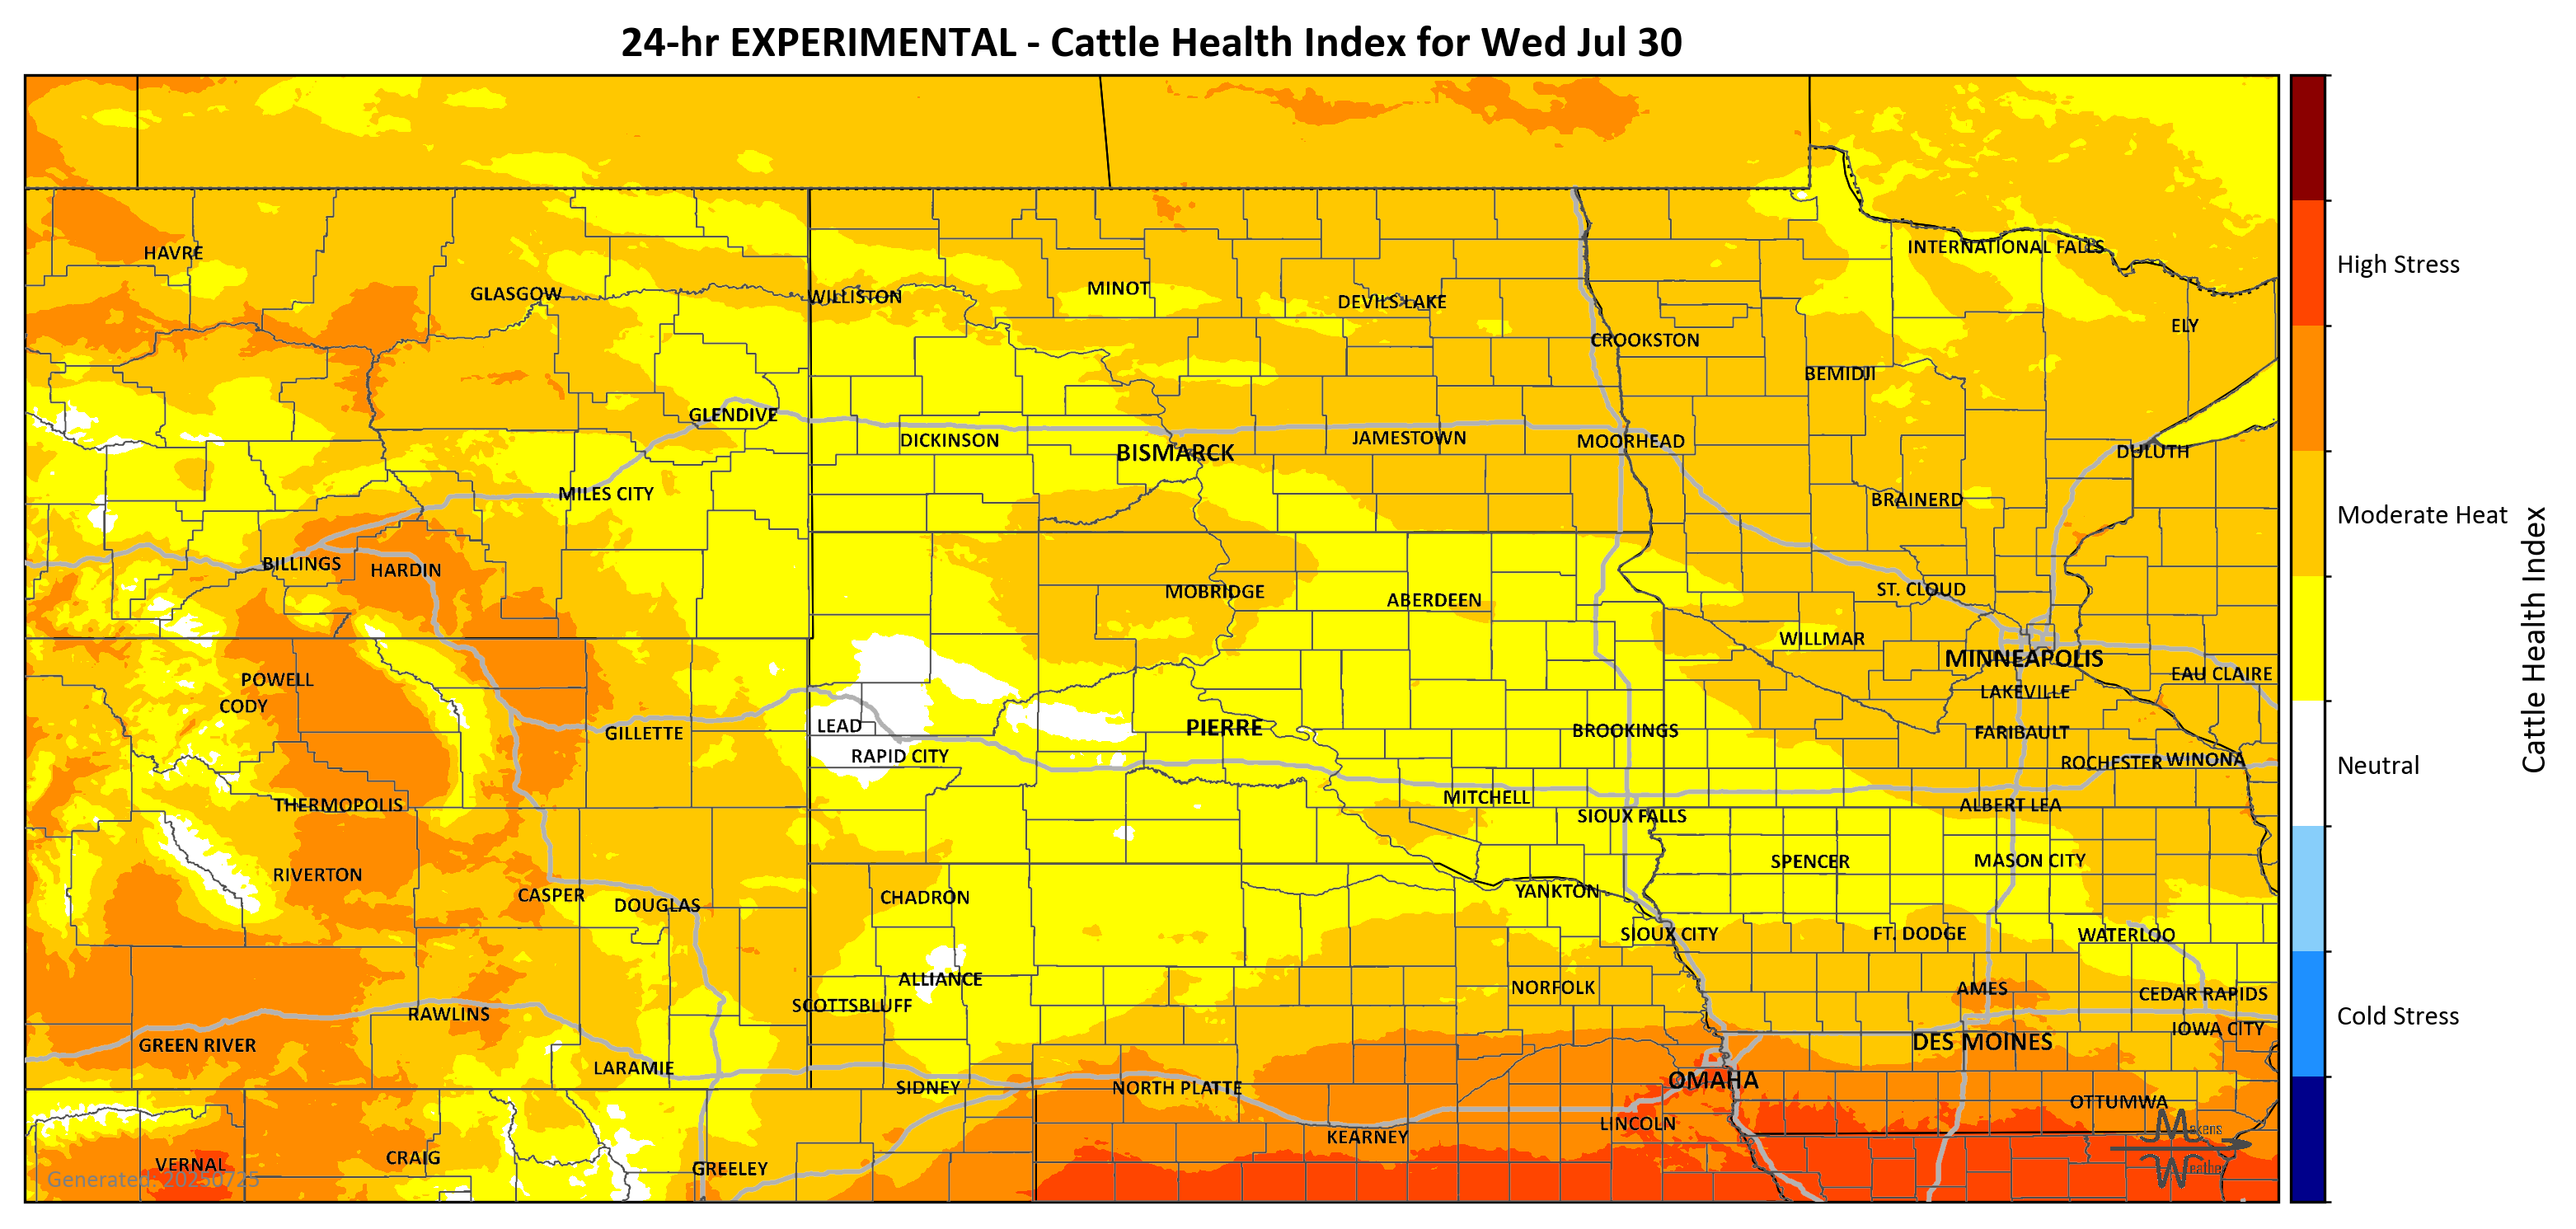 24-hr EXPERIMENTAL - Cattle Health Index for Wed Jul 30
HAVRE
GLASGOW
WILLISTON
MINOT
DEVILS LAKE
INTERNATIONAL FALLS
CROOKSTON
ELY
BEMIDJI
GLENDIVE
DICKINSON
BISMARCK
JAMESTOWN
MOORHEAD
DULUTH
MILES CITY
BRAINERD
BILLINGS
HARDIN
MOBRIDGE
ABERDEEN
ST. CLOUD
WILLMAR
MINNEAPOLIS
EAU CLAIRE
POWELL
CODY
LAKEVILLE
GILLETTE
LEAD
PIERRE
BROOKINGS
FARIBAULT
RAPID CITY
ROCHESTER
WINONA
THERMOPOLIS
MITCHELL
SIOUX FALLS
ALBERT LEA
RIVERTON
SPENCER
MASON CITY
CASPER
DOUGLAS
CHADRON
YANKTON
SIOUX CITY
FT. DODGE
WATERLOO
ALLIANCE
SCOTTSBLUFF
NORFOLK
AMES
CEDAR RAPIDS
RAWLINS
GREEN RIVER
DES MOINES
IOWA CITY
LARAMIE
SIDNEY
NORTH PLATTE
OMAHA
OTTUMWA
LINCOLN
KEARNEY
VERNAL
CRAIG
GREELEY
Generated: 20250725
Makens
Weather
High Stress
Moderate Heat
Neutral
Cold Stress
Cattle Health Index